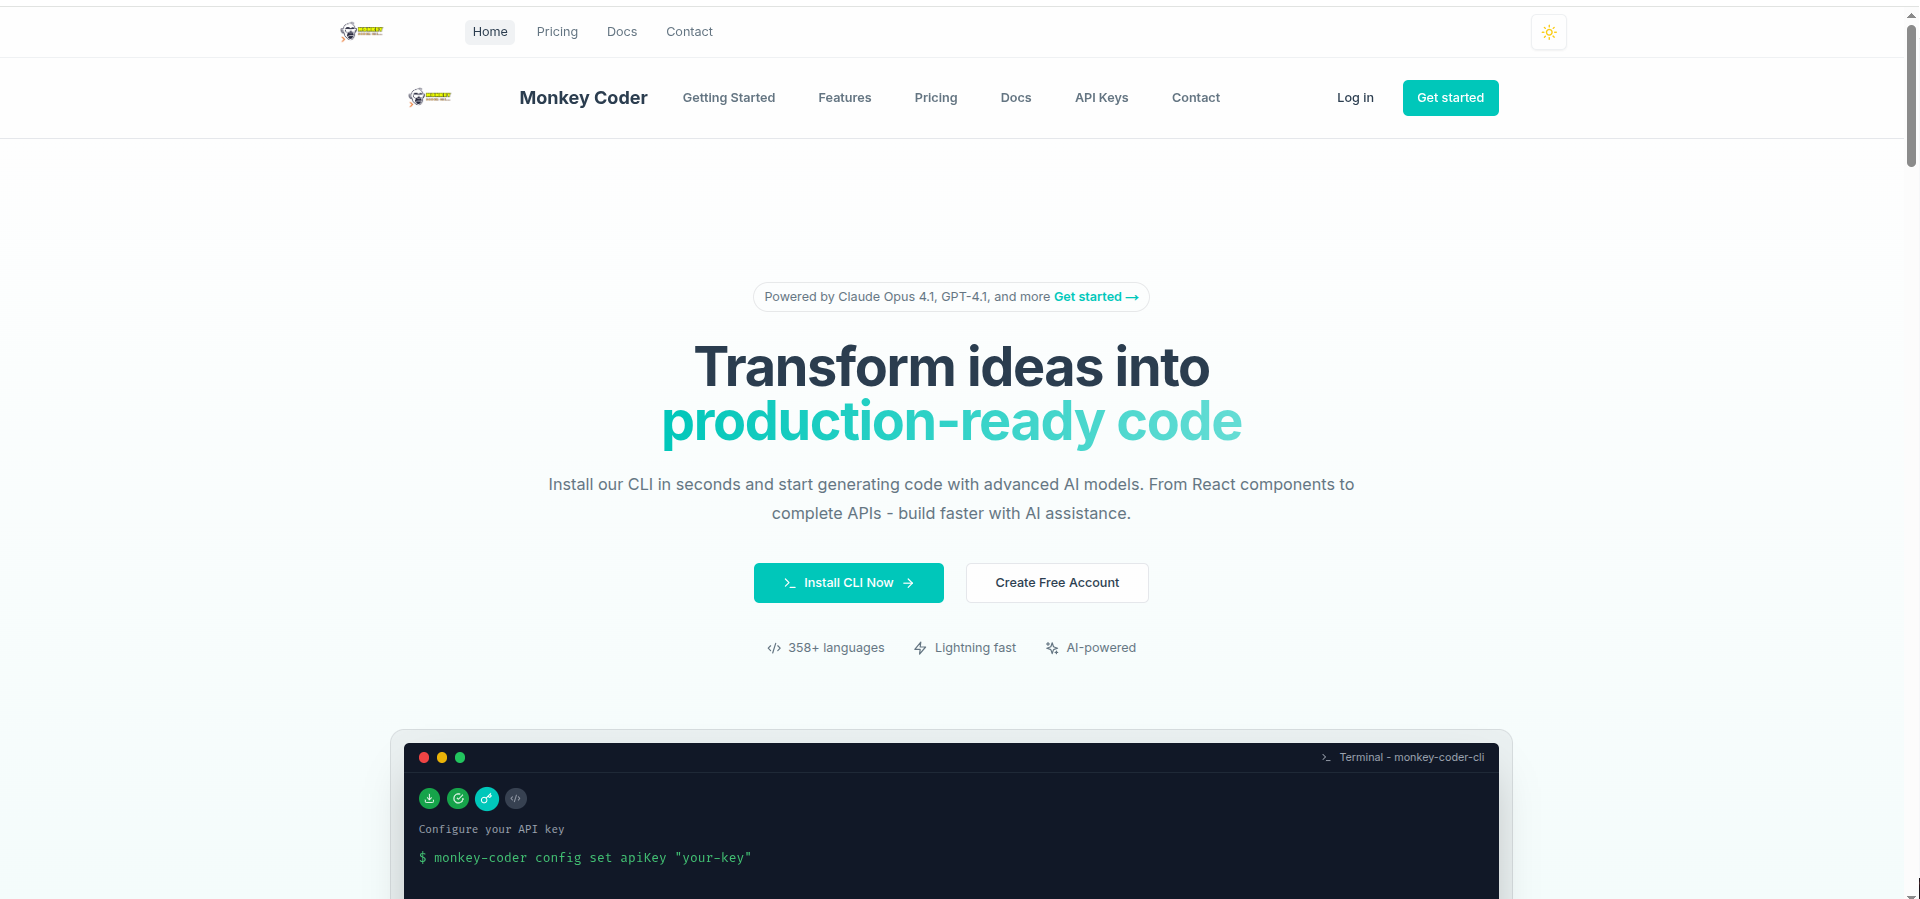 Home Pricing Docs Contact
Monkey Coder Getting Started Features Pricing Docs API Keys Contact Log in Get started
Powered by Claude Opus 4.1, GPT-4.1, and more Get started →
Transform ideas into
production-ready code
Install our CLI in seconds and start generating code with advanced AI models. From React components to
complete APIs - build faster with AI assistance.
Install CLI Now → Create Free Account
358+ languages Lightning fast AI-powered
Terminal - monkey-coder-cli
Configure your API key
$ monkey-coder config set apiKey "your-key"